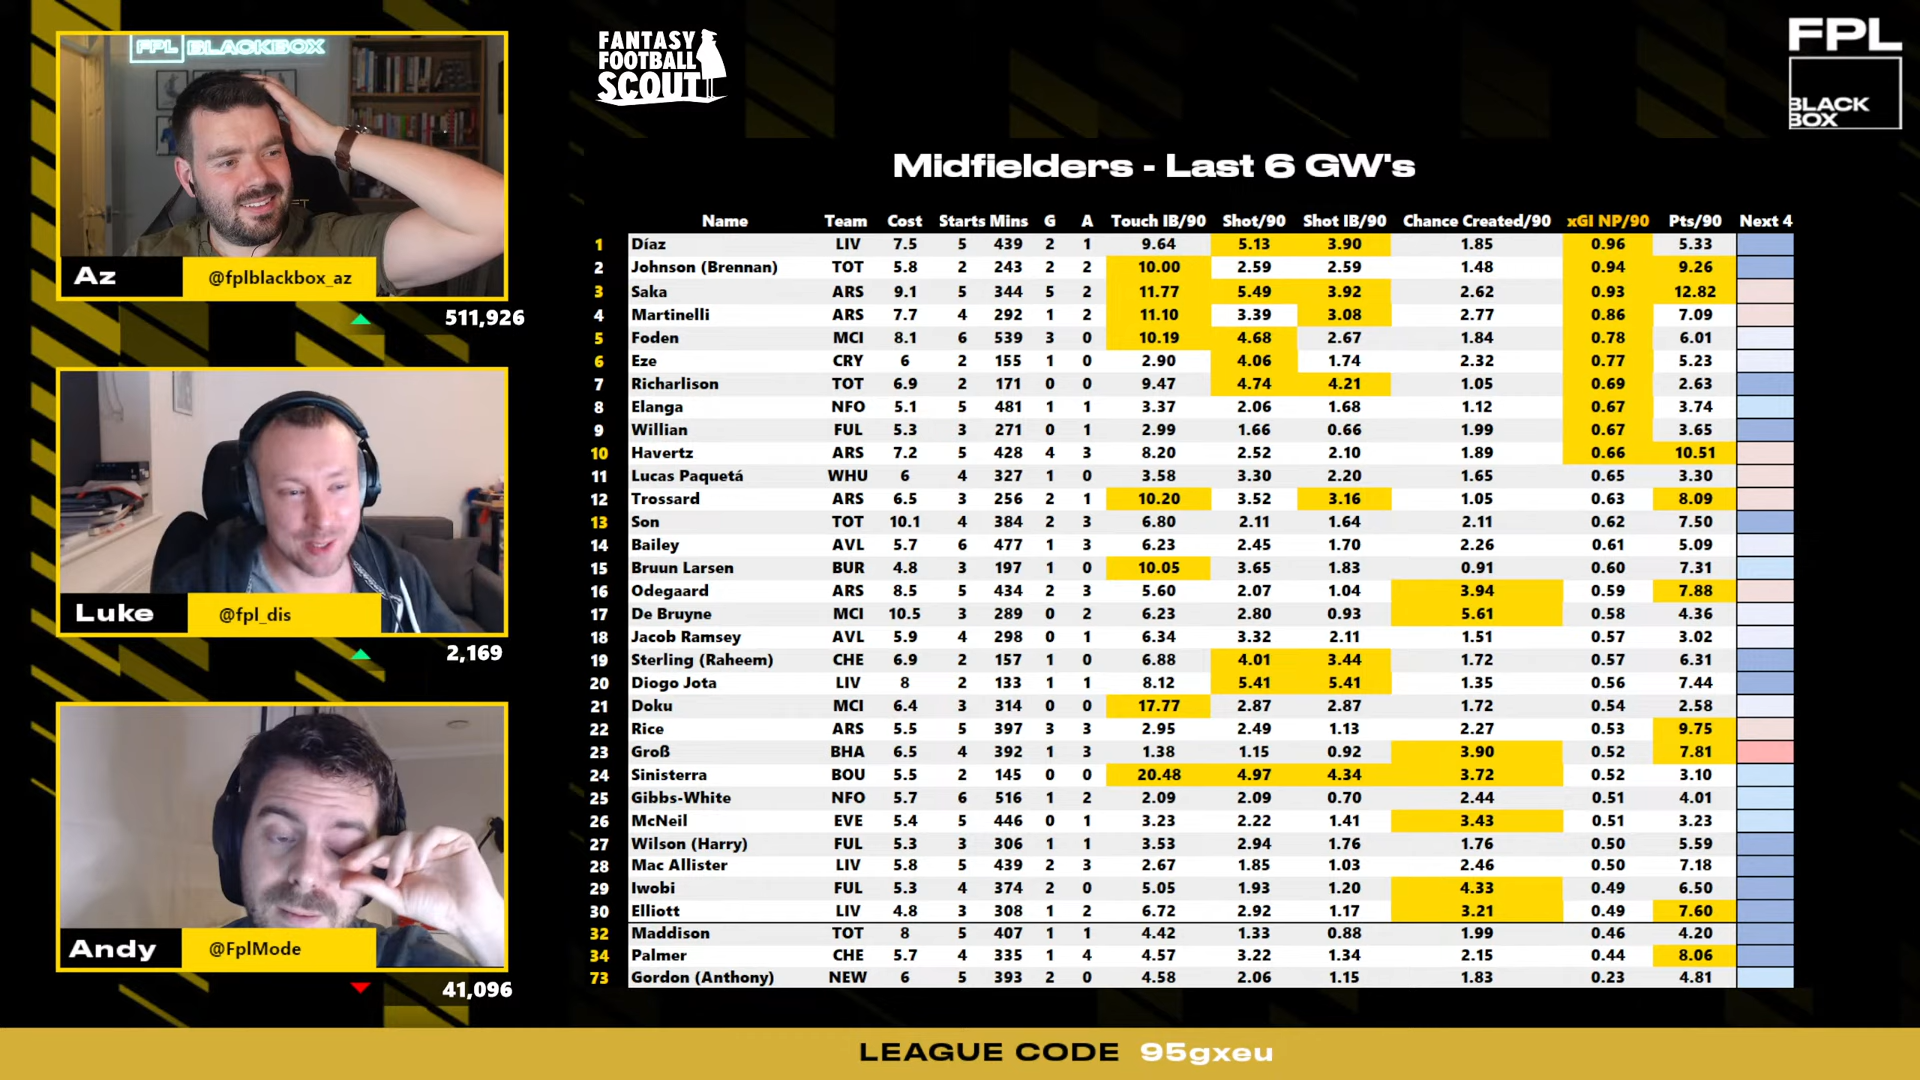 FPL BLACKBOX
Az
@fplblackbox_az
511,926
Luke
@fpl_dis
2,169
Andy
@FplMode
41,096
FANTASY
FOOTBALL
SCOUT
FPL
BLACK
BOX
Midfielders - Last 6 GW's
Name Team Cost Starts Mins G A Touch IB/90 Shot/90 Shot IB/90 Chance Created/90 xGI NP/90 Pts/90 Next 4
1 Díaz LIV 7.5 5 439 2 1 9.64 5.13 3.90 1.85 0.96 5.33
2 Johnson (Brennan) TOT 5.8 2 243 2 2 10.00 2.59 2.59 1.48 0.94 9.26
3 Saka ARS 9.1 5 344 5 2 11.77 5.49 3.92 2.62 0.93 12.82
4 Martinelli ARS 7.7 4 292 1 2 11.10 3.39 3.08 2.77 0.86 7.09
5 Foden MCI 8.1 6 539 3 0 10.19 4.68 2.67 1.84 0.78 6.01
6 Eze CRY 6 2 155 1 0 2.90 4.06 1.74 2.32 0.77 5.23
7 Richarlison TOT 6.9 2 171 0 0 9.47 4.74 4.21 1.05 0.69 2.63
8 Elanga NFO 5.1 5 481 1 1 3.37 2.06 1.68 1.12 0.67 3.74
9 Willian FUL 5.3 3 271 0 1 2.99 1.66 0.66 1.99 0.67 3.65
10 Havertz ARS 7.2 5 428 4 3 8.20 2.52 2.10 1.89 0.66 10.51
11 Lucas Paquetá WHU 6 4 327 1 0 3.58 3.30 2.20 1.65 0.65 3.30
12 Trossard ARS 6.5 3 256 2 1 10.20 3.52 3.16 1.05 0.63 8.09
13 Son TOT 10.1 4 384 2 3 6.80 2.11 1.64 2.11 0.62 7.50
14 Bailey AVL 5.7 6 477 1 3 6.23 2.45 1.70 2.26 0.61 5.09
15 Bruun Larsen BUR 4.8 3 197 1 0 10.05 3.65 1.83 0.91 0.60 7.31
16 Odegaard ARS 8.5 5 434 2 3 5.60 2.07 1.04 3.94 0.59 7.88
17 De Bruyne MCI 10.5 3 289 0 2 6.23 2.80 0.93 5.61 0.58 4.36
18 Jacob Ramsey AVL 5.9 4 298 0 1 6.34 3.32 2.11 1.51 0.57 3.02
19 Sterling (Raheem) CHE 6.9 2 157 1 0 6.88 4.01 3.44 1.72 0.57 6.31
20 Diogo Jota LIV 8 2 133 1 1 8.12 5.41 5.41 1.35 0.56 7.44
21 Doku MCI 6.4 3 314 0 0 17.77 2.87 2.87 1.72 0.54 2.58
22 Rice ARS 5.5 5 397 3 3 2.95 2.49 1.13 2.27 0.53 9.75
23 Groß BHA 6.5 4 392 1 3 1.38 1.15 0.92 3.90 0.52 7.81
24 Sinisterra BOU 5.5 2 145 0 0 20.48 4.97 4.34 3.72 0.52 3.10
25 Gibbs-White NFO 5.7 6 516 1 2 2.09 2.09 0.70 2.44 0.51 4.01
26 McNeil EVE 5.4 5 446 0 1 3.23 2.22 1.41 3.43 0.51 3.23
27 Wilson (Harry) FUL 5.3 3 306 1 1 3.53 2.94 1.76 1.76 0.50 5.59
28 Mac Allister LIV 5.8 5 439 2 3 2.67 1.85 1.03 2.46 0.50 7.18
29 Iwobi FUL 5.3 4 374 2 0 5.05 1.93 1.20 4.33 0.49 6.50
30 Elliott LIV 4.8 3 308 1 2 6.72 2.92 1.17 3.21 0.49 7.60
32 Maddison TOT 8 5 407 1 1 4.42 1.33 0.88 1.99 0.46 4.20
34 Palmer CHE 5.7 4 335 1 4 4.57 3.22 1.34 2.15 0.44 8.06
73 Gordon (Anthony) NEW 6 5 393 2 0 4.58 2.06 1.15 1.83 0.23 4.81
LEAGUE CODE 95gxeu